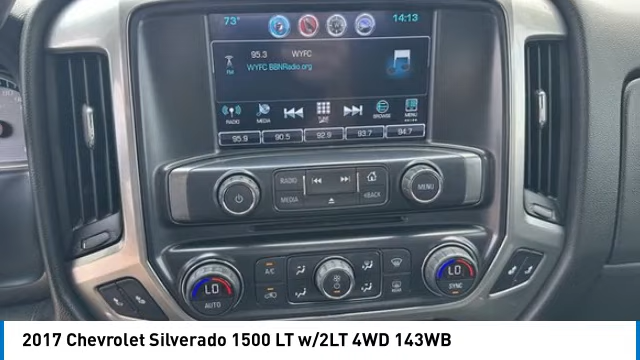 73°
14:13
95.3 WYFC
FM
WYFC BBNRadio.org
RADIO
MEDIA
BROWSE
MENU
95.9
90.5
92.9
93.7
94.7
RADIO
MEDIA
<BACK
MENU
LO
AUTO
A/C
REAR
LO
SYNC
2017 Chevrolet Silverado 1500 LT w/2LT 4WD 143WB